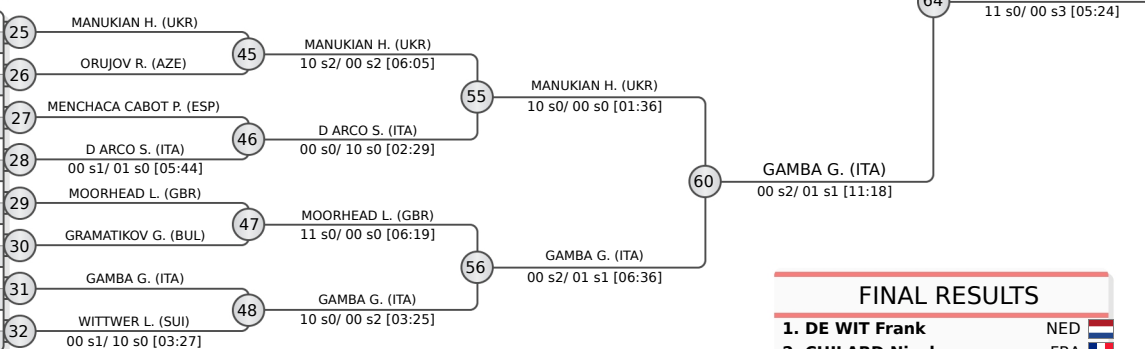 64
11 s0/ 00 s3 [05:24]
25
MANUKIAN H. (UKR)
45
MANUKIAN H. (UKR)
10 s2/ 00 s2 [06:05]
26
ORUJOV R. (AZE)
55
MANUKIAN H. (UKR)
10 s0/ 00 s0 [01:36]
27
MENCHACA CABOT P. (ESP)
46
D ARCO S. (ITA)
00 s0/ 10 s0 [02:29]
28
D ARCO S. (ITA)
00 s1/ 01 s0 [05:44]
60
GAMBA G. (ITA)
00 s2/ 01 s1 [11:18]
29
MOORHEAD L. (GBR)
47
MOORHEAD L. (GBR)
11 s0/ 00 s0 [06:19]
30
GRAMATIKOV G. (BUL)
56
GAMBA G. (ITA)
00 s2/ 01 s1 [06:36]
31
GAMBA G. (ITA)
48
GAMBA G. (ITA)
10 s0/ 00 s2 [03:25]
32
WITTWER L. (SUI)
00 s1/ 10 s0 [03:27]
FINAL RESULTS
1. DE WIT Frank NED